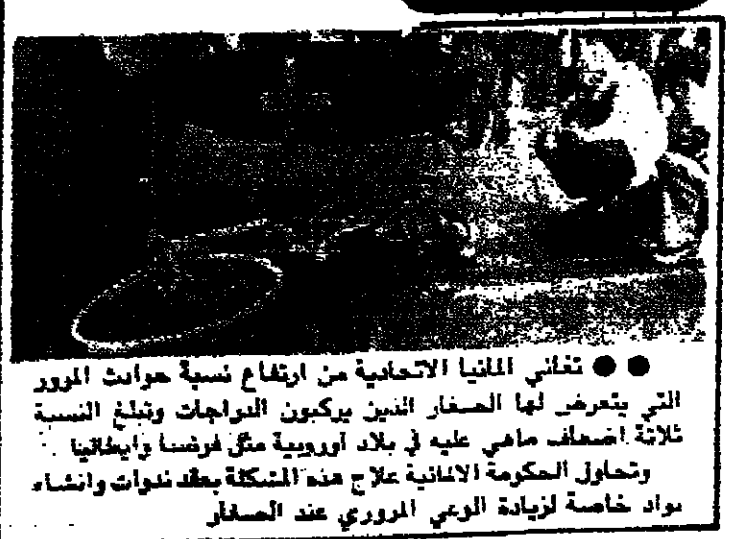 ●● تعاني المانيا الاتحادية من ارتفاع نسبة حوادث المرور
التي يتعرض لها الصغار الذين يركبون الدراجات وتبلغ النسبة
ثلاثة اضعاف ماهي عليه في بلاد اوروبية مثل فرنسا وايطاليا .
وتحاول الحكومة الالمانية علاج هذه المشكلة بعقد ندوات وانشاء
نواد خاصة لزيادة الوعي المروري عند الصغار